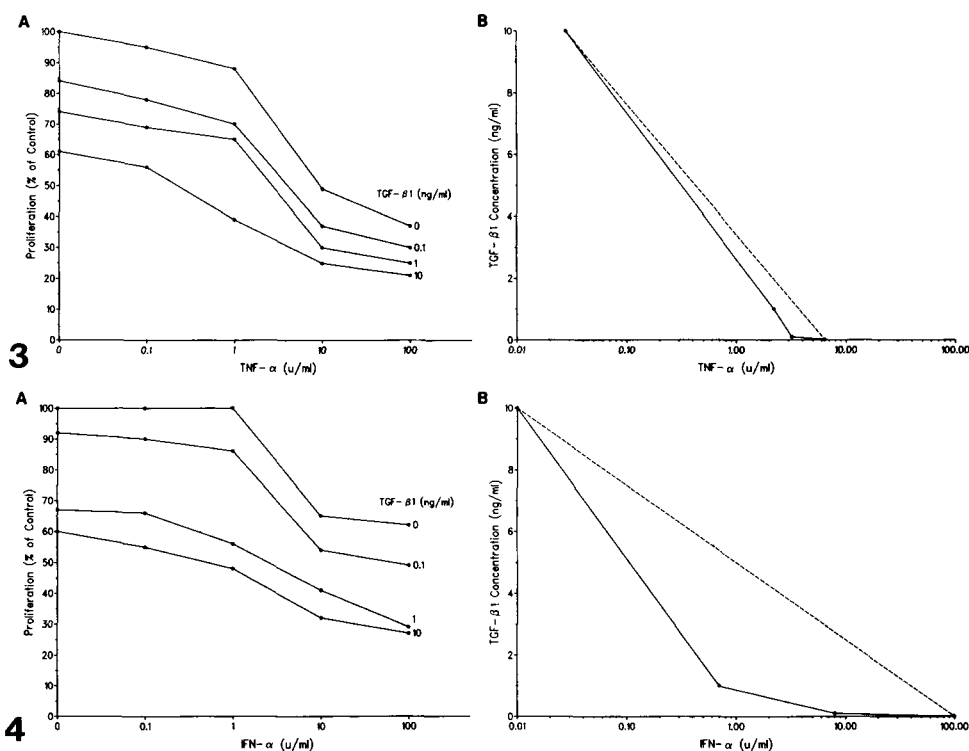 A
3
Proliferation (% of Control)
100
90
80
70
60
50
40
30
20
10
0
0 0.1 1 10 100
TNF- α (u/ml)
TGF- β1 (ng/ml)
0
0.1
1
10
B
TGF- β1 Concentration (ng/ml)
10
8
6
4
2
0
0.01 0.10 1.00 10.00 100.00
TNF- α (u/ml)
A
4
Proliferation (% of Control)
100
90
80
70
60
50
40
30
20
10
0
0 0.1 1 10 100
IFN- α (u/ml)
TGF- β1 (ng/ml)
0
0.1
1
10
B
TGF- β1 Concentration (ng/ml)
10
8
6
4
2
0
0.01 0.10 1.00 10.00 100.00
IFN- α (u/ml)